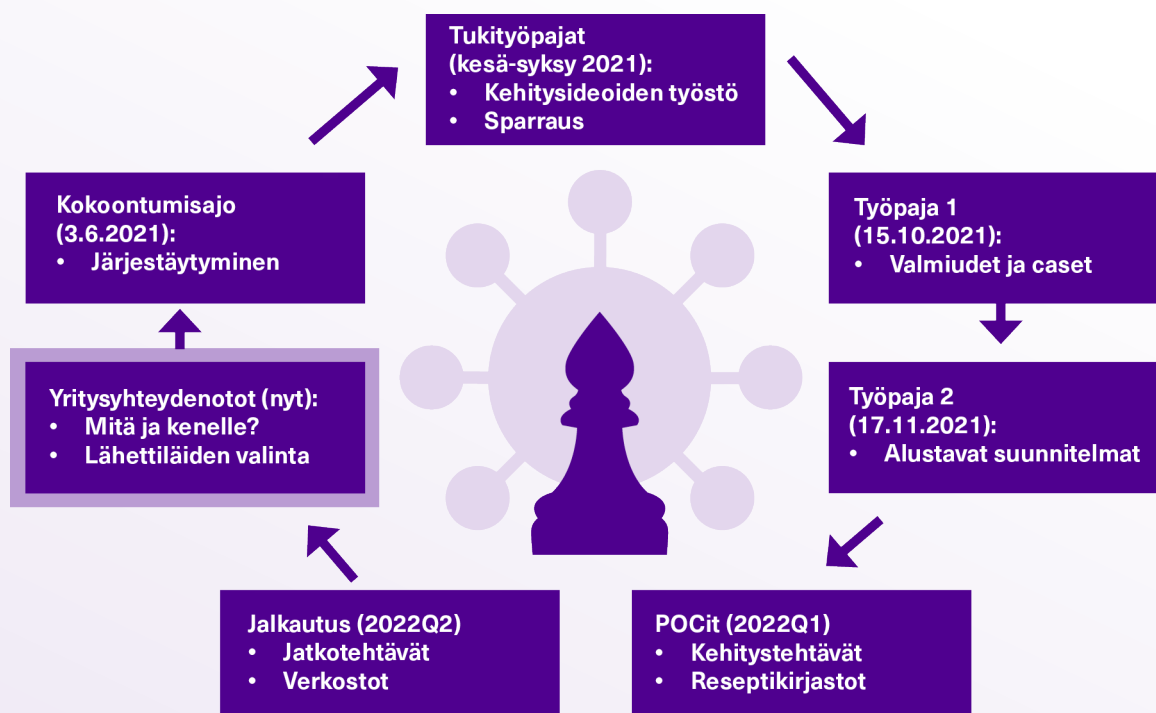 Tukityöpajat
(kesä-syksy 2021):
• Kehitysideoiden työstö
• Sparraus
Työpaja 1
(15.10.2021):
• Valmiudet ja caset
Työpaja 2
(17.11.2021):
• Alustavat suunnitelmat
POCit (2022Q1)
• Kehitystehtävät
• Reseptikirjastot
Jalkautus (2022Q2)
• Jatkotehtävät
• Verkostot
Yritysyhteydenotot (nyt):
• Mitä ja kenelle?
• Lähettiläiden valinta
Kokoontumisajo
(3.6.2021):
• Järjestäytyminen